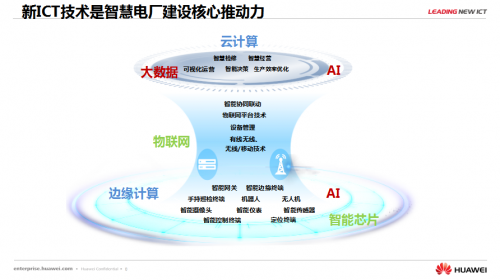 新ICT技术是智慧电厂建设核心推动力
LEADING NEW ICT
云计算
智慧检修 智慧经营
大数据 可视化运营 智能决策 生产效率优化 AI
智能协同联动
物联网平台技术
设备管理
物联网 有线无线、
无线/移动技术
智能网关 智能边缘终端
边缘计算 手持巡检终端 机器人 无人机 AI
智能摄像头 智能仪表 智能传感器
智能控制终端 定位终端 智能芯片
enterprise.huawei.com • Huawei Confidential • 8
HUAWEI